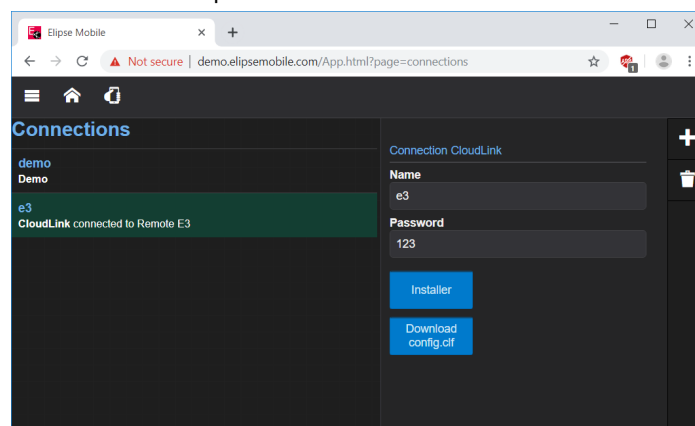 Elipse Mobile
Not secure | demo.elipsemobile.com/App.html?page=connections
1
Connections
demo
Demo
e3
CloudLink connected to Remote E3
Connection CloudLink
Name
e3
Password
123
Installer
Download
config.clf